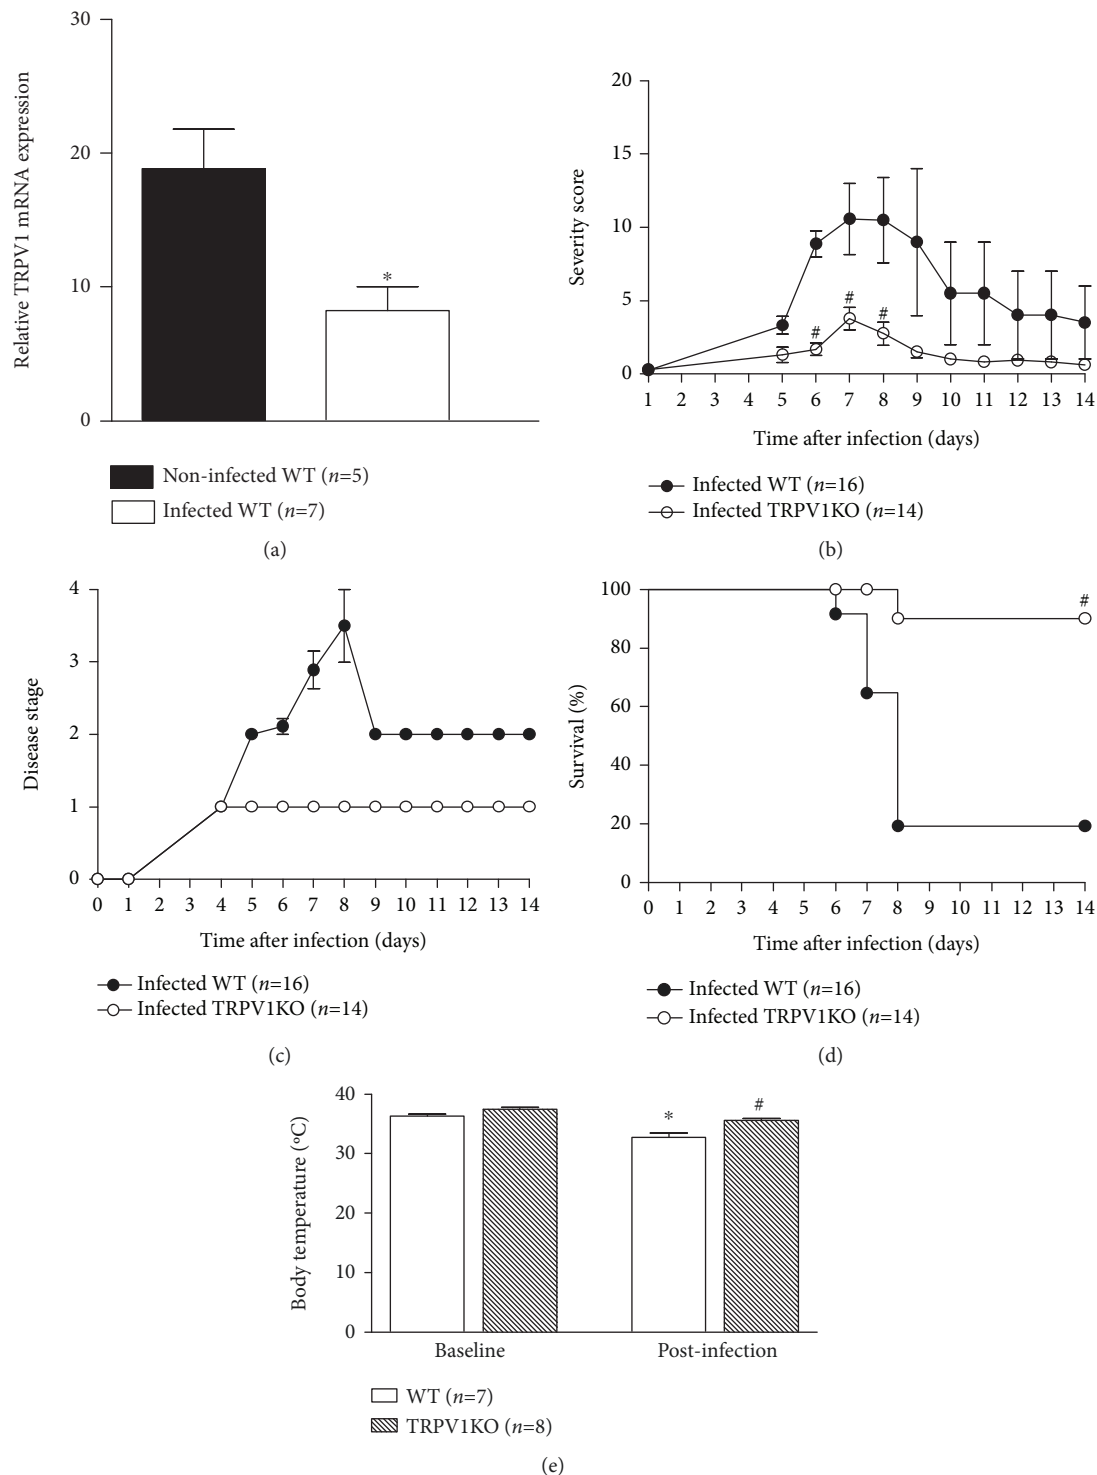 30
20
10
0
Relative TRPV1 mRNA expression
*
Non-infected WT (n=5)
Infected WT (n=7)
(a)
20
15
10
5
0
Severity score
# # #
1 2 3 4 5 6 7 8 9 10 11 12 13 14
Time after infection (days)
Infected WT (n=16)
Infected TRPV1KO (n=14)
(b)
4
3
2
1
0
Disease stage
0 1 2 3 4 5 6 7 8 9 10 11 12 13 14
Time after infection (days)
Infected WT (n=16)
Infected TRPV1KO (n=14)
(c)
100
80
60
40
20
0
Survival (%)
#
0 1 2 3 4 5 6 7 8 9 10 11 12 13 14
Time after infection (days)
Infected WT (n=16)
Infected TRPV1KO (n=14)
(d)
40
30
20
10
0
Body temperature (°C)
* #
Baseline Post-infection
WT (n=7)
TRPV1KO (n=8)
(e)